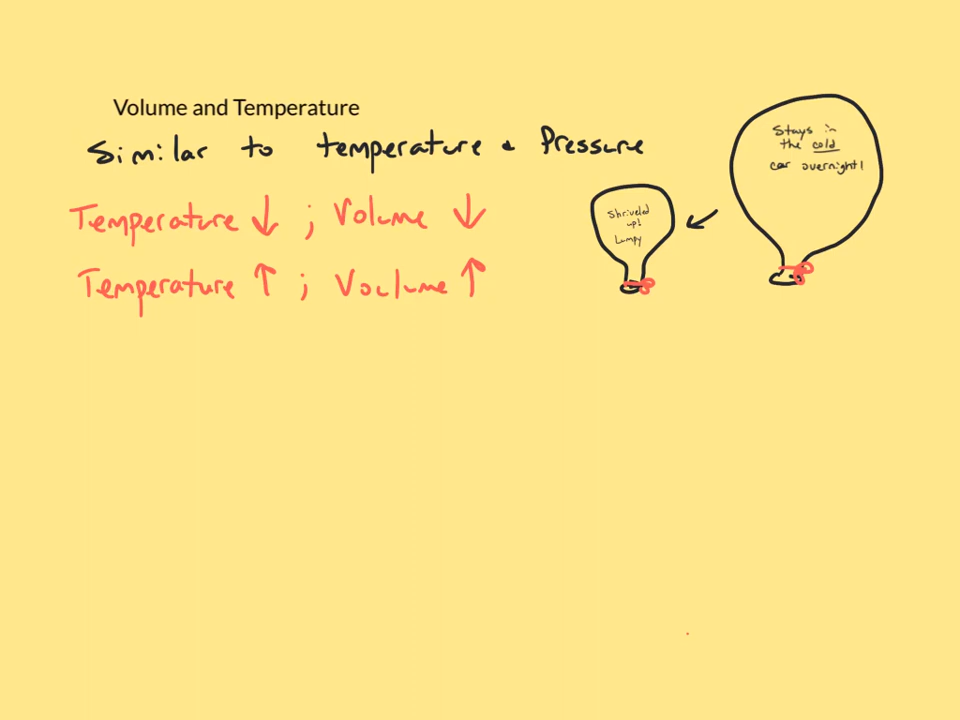 Volume and Temperature
Similar to temperature & Pressure
Temperature ↓ ; Volume ↓
Temperature ↑ ; Volume ↑
Shriveled
up!
Lumpy
Stays in
the cold
car overnight!